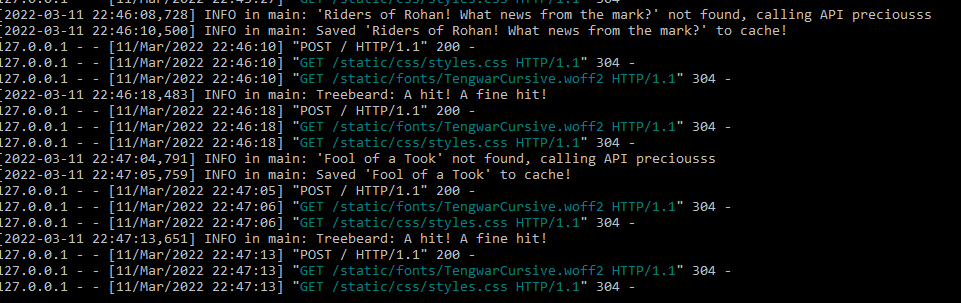 [2022-03-11 22:46:08,728] INFO in main: 'Riders of Rohan! What news from the mark?' not found, calling API preciousss
[2022-03-11 22:46:10,500] INFO in main: Saved 'Riders of Rohan! What news from the mark?' to cache!
127.0.0.1 - - [11/Mar/2022 22:46:10] "POST / HTTP/1.1" 200 -
127.0.0.1 - - [11/Mar/2022 22:46:10] "GET /static/css/styles.css HTTP/1.1" 304 -
127.0.0.1 - - [11/Mar/2022 22:46:10] "GET /static/fonts/TengwarCursive.woff2 HTTP/1.1" 304 -
[2022-03-11 22:46:18,483] INFO in main: Treebeard: A hit! A fine hit!
127.0.0.1 - - [11/Mar/2022 22:46:18] "POST / HTTP/1.1" 200 -
127.0.0.1 - - [11/Mar/2022 22:46:18] "GET /static/fonts/TengwarCursive.woff2 HTTP/1.1" 304 -
127.0.0.1 - - [11/Mar/2022 22:46:18] "GET /static/css/styles.css HTTP/1.1" 304 -
[2022-03-11 22:47:04,791] INFO in main: 'Fool of a Took' not found, calling API preciousss
[2022-03-11 22:47:05,759] INFO in main: Saved 'Fool of a Took' to cache!
127.0.0.1 - - [11/Mar/2022 22:47:05] "POST / HTTP/1.1" 200 -
127.0.0.1 - - [11/Mar/2022 22:47:06] "GET /static/fonts/TengwarCursive.woff2 HTTP/1.1" 304 -
127.0.0.1 - - [11/Mar/2022 22:47:06] "GET /static/css/styles.css HTTP/1.1" 304 -
[2022-03-11 22:47:13,651] INFO in main: Treebeard: A hit! A fine hit!
127.0.0.1 - - [11/Mar/2022 22:47:13] "POST / HTTP/1.1" 200 -
127.0.0.1 - - [11/Mar/2022 22:47:13] "GET /static/fonts/TengwarCursive.woff2 HTTP/1.1" 304 -
127.0.0.1 - - [11/Mar/2022 22:47:13] "GET /static/css/styles.css HTTP/1.1" 304 -